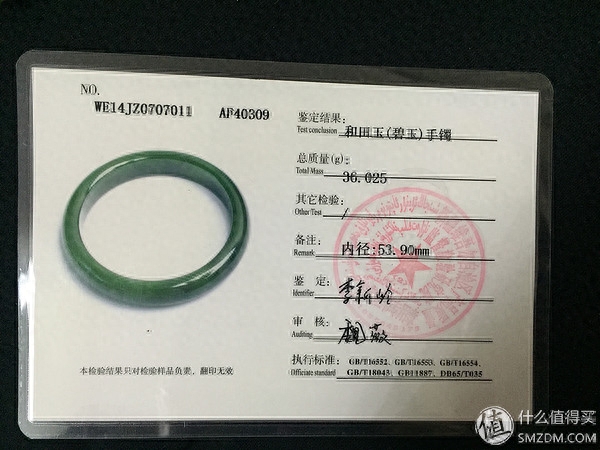 NO.
WE14JZ0707011 AF40309
鉴定结果: 和田玉(碧玉)手镯
Test conclusion
总质量(g): 36.025
Total Mass
其它检验: /
Other Test
备注: 内径:53.90mm
Remark
鉴 定: 李新岭
Identifier
审 核:
Auditing
执行标准: GB/T16552、GB/T16553、GB/T16554、
Officiate standard GB/T18043、GB11887、DB65/T035
本检验结果只对检验样品负责，翻印无效
值 什么值得买
SMZDM.COM